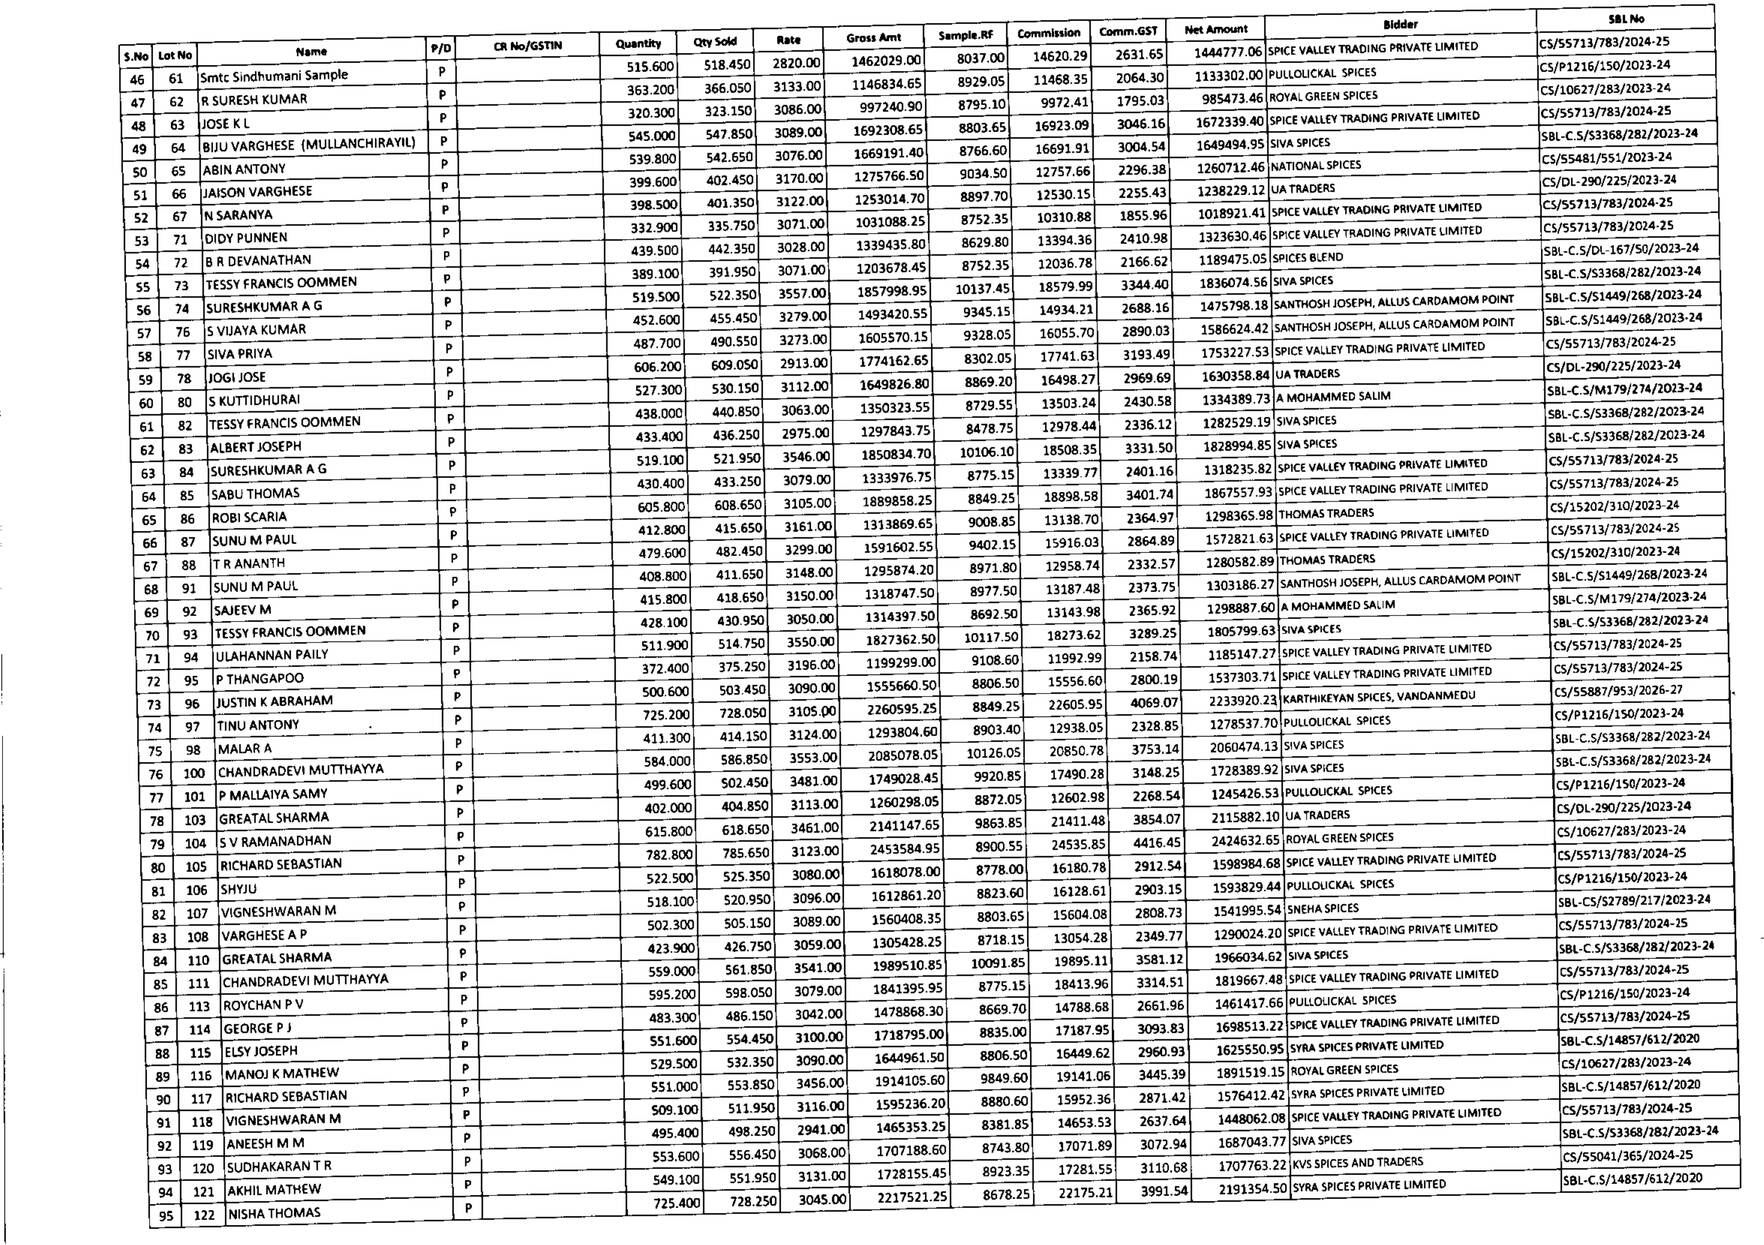 S.No Lot No Name P/D CR No/GSTIN Quantity Qty Sold Rate Gross Amt Sample.RF Commission Comm.GST Net Amount Bidder SBL No
46 61 Smtc Sindhumani Sample P 515.600 518.450 2820.00 1462029.00 8037.00 14620.29 2631.65 1444777.06 SPICE VALLEY TRADING PRIVATE LIMITED CS/55713/783/2024-25
47 62 R SURESH KUMAR P 363.200 366.050 3133.00 1146834.65 8929.05 11468.35 2064.30 1133302.00 PULLOLICKAL SPICES CS/P1216/150/2023-24
48 63 JOSE K L P 320.300 323.150 3086.00 997240.90 8795.10 9972.41 1795.03 985473.46 ROYAL GREEN SPICES CS/10627/283/2023-24
49 64 BIJU VARGHESE (MULLANCHIRAYIL) P 545.000 547.850 3089.00 1692308.65 8803.65 16923.09 3046.16 1672339.40 SPICE VALLEY TRADING PRIVATE LIMITED CS/55713/783/2024-25
50 65 ABIN ANTONY P 539.800 542.650 3076.00 1669191.40 8766.60 16691.91 3004.54 1649494.95 SIVA SPICES SBL-C.S/S3368/282/2023-24
51 66 JAISON VARGHESE P 399.600 402.450 3170.00 1275766.50 9034.50 12757.66 2296.38 1260712.46 NATIONAL SPICES CS/55481/551/2023-24
52 67 N SARANYA P 398.500 401.350 3122.00 1253014.70 8897.70 12530.15 2255.43 1238229.12 UA TRADERS CS/DL-290/225/2023-24
53 71 DIDY PUNNEN P 332.900 335.750 3071.00 1031088.25 8752.35 10310.88 1855.96 1018921.41 SPICE VALLEY TRADING PRIVATE LIMITED CS/55713/783/2024-25
54 72 B R DEVANATHAN P 439.500 442.350 3028.00 1339435.80 8629.80 13394.36 2410.98 1323630.46 SPICE VALLEY TRADING PRIVATE LIMITED CS/55713/783/2024-25
55 73 TESSY FRANCIS OOMMEN P 389.100 391.950 3071.00 1203678.45 8752.35 12036.78 2166.62 1189475.05 SPICES BLEND SBL-C.S/DL-167/50/2023-24
56 74 SURESHKUMAR A G P 519.500 522.350 3557.00 1857998.95 10137.45 18579.99 3344.40 1836074.56 SIVA SPICES SBL-C.S/S3368/282/2023-24
57 76 S VIJAYA KUMAR P 452.600 455.450 3279.00 1493420.55 9345.15 14934.21 2688.16 1475798.18 SANTHOSH JOSEPH, ALLUS CARDAMOM POINT SBL-C.S/S1449/268/2023-24
58 77 SIVA PRIYA P 487.700 490.550 3273.00 1605570.15 9328.05 16055.70 2890.03 1586624.42 SANTHOSH JOSEPH, ALLUS CARDAMOM POINT SBL-C.S/S1449/268/2023-24
59 78 JOGI JOSE P 606.200 609.050 2913.00 1774162.65 8302.05 17741.63 3193.49 1753227.53 SPICE VALLEY TRADING PRIVATE LIMITED CS/55713/783/2024-25
60 80 S KUTTIDHURAI P 527.300 530.150 3112.00 1649826.80 8869.20 16498.27 2969.69 1630358.84 UA TRADERS CS/DL-290/225/2023-24
61 82 TESSY FRANCIS OOMMEN P 438.000 440.850 3063.00 1350323.55 8729.55 13503.24 2430.58 1334389.73 A MOHAMMED SALIM SBL-C.S/M179/274/2023-24
62 83 ALBERT JOSEPH P 433.400 436.250 2975.00 1297843.75 8478.75 12978.44 2336.12 1282529.19 SIVA SPICES SBL-C.S/S3368/282/2023-24
63 84 SURESHKUMAR A G P 519.100 521.950 3546.00 1850834.70 10106.10 18508.35 3331.50 1828994.85 SIVA SPICES SBL-C.S/S3368/282/2023-24
64 85 SABU THOMAS P 430.400 433.250 3079.00 1333976.75 8775.15 13339.77 2401.16 1318235.82 SPICE VALLEY TRADING PRIVATE LIMITED CS/55713/783/2024-25
65 86 ROBI SCARIA P 605.800 608.650 3105.00 1889858.25 8849.25 18898.58 3401.74 1867557.93 SPICE VALLEY TRADING PRIVATE LIMITED CS/55713/783/2024-25
66 87 SUNU M PAUL P 412.800 415.650 3161.00 1313869.65 9008.85 13138.70 2364.97 1298365.98 THOMAS TRADERS CS/15202/310/2023-24
67 88 T R ANANTH P 479.600 482.450 3299.00 1591602.55 9402.15 15916.03 2864.89 1572821.63 SPICE VALLEY TRADING PRIVATE LIMITED CS/55713/783/2024-25
68 91 SUNU M PAUL P 408.800 411.650 3148.00 1295874.20 8971.80 12958.74 2332.57 1280582.89 THOMAS TRADERS CS/15202/310/2023-24
69 92 SAJEEV M P 415.800 418.650 3150.00 1318747.50 8977.50 13187.48 2373.75 1303186.27 SANTHOSH JOSEPH, ALLUS CARDAMOM POINT SBL-C.S/S1449/268/2023-24
70 93 TESSY FRANCIS OOMMEN P 428.100 430.950 3050.00 1314397.50 8692.50 13143.98 2365.92 1298887.60 A MOHAMMED SALIM SBL-C.S/M179/274/2023-24
71 94 ULAHANNAN PAILY P 511.900 514.750 3550.00 1827362.50 10117.50 18273.62 3289.25 1805799.63 SIVA SPICES SBL-C.S/S3368/282/2023-24
72 95 P THANGAPOO P 372.400 375.250 3196.00 1199299.00 9108.60 11992.99 2158.74 1185147.27 SPICE VALLEY TRADING PRIVATE LIMITED CS/55713/783/2024-25
73 96 JUSTIN K ABRAHAM P 500.600 503.450 3090.00 1555660.50 8806.50 15556.60 2800.19 1537303.71 SPICE VALLEY TRADING PRIVATE LIMITED CS/55713/783/2024-25
74 97 TINU ANTONY P 725.200 728.050 3105.00 2260595.25 8849.25 22605.95 4069.07 2233920.23 KARTHIKEYAN SPICES, VANDANMEDU CS/55887/953/2026-27
75 98 MALAR A P 411.300 414.150 3124.00 1293804.60 8903.40 12938.05 2328.85 1278537.70 PULLOLICKAL SPICES CS/P1216/150/2023-24
76 100 CHANDRADEVI MUTTHAYYA P 584.000 586.850 3553.00 2085078.05 10126.05 20850.78 3753.14 2060474.13 SIVA SPICES SBL-C.S/S3368/282/2023-24
77 101 P MALLAIYA SAMY P 499.600 502.450 3481.00 1749028.45 9920.85 17490.28 3148.25 1728389.92 SIVA SPICES SBL-C.S/S3368/282/2023-24
78 103 GREATAL SHARMA P 402.000 404.850 3113.00 1260298.05 8872.05 12602.98 2268.54 1245426.53 PULLOLICKAL SPICES CS/P1216/150/2023-24
79 104 S V RAMANADHAN P 615.800 618.650 3461.00 2141147.65 9863.85 21411.48 3854.07 2115882.10 UA TRADERS CS/DL-290/225/2023-24
80 105 RICHARD SEBASTIAN P 782.800 785.650 3123.00 2453584.95 8900.55 24535.85 4416.45 2424632.65 ROYAL GREEN SPICES CS/10627/283/2023-24
81 106 SHYJU P 522.500 525.350 3080.00 1618078.00 8778.00 16180.78 2912.54 1598984.68 SPICE VALLEY TRADING PRIVATE LIMITED CS/55713/783/2024-25
82 107 VIGNESHWARAN M P 518.100 520.950 3096.00 1612861.20 8823.60 16128.61 2903.15 1593829.44 PULLOLICKAL SPICES CS/P1216/150/2023-24
83 108 VARGHESE A P P 502.300 505.150 3089.00 1560408.35 8803.65 15604.08 2808.73 1541995.54 SNEHA SPICES SBL-CS/S2789/217/2023-24
84 110 GREATAL SHARMA P 423.900 426.750 3059.00 1305428.25 8718.15 13054.28 2349.77 1290024.20 SPICE VALLEY TRADING PRIVATE LIMITED CS/55713/783/2024-25
85 111 CHANDRADEVI MUTTHAYYA P 559.000 561.850 3541.00 1989510.85 10091.85 19895.11 3581.12 1966034.62 SIVA SPICES SBL-C.S/S3368/282/2023-24
86 113 ROYCHAN P V P 595.200 598.050 3079.00 1841395.95 8775.15 18413.96 3314.51 1819667.48 SPICE VALLEY TRADING PRIVATE LIMITED CS/55713/783/2024-25
87 114 GEORGE P J P 483.300 486.150 3042.00 1478868.30 8669.70 14788.68 2661.96 1461417.66 PULLOLICKAL SPICES CS/P1216/150/2023-24
88 115 ELSY JOSEPH P 551.600 554.450 3100.00 1718795.00 8835.00 17187.95 3093.83 1698513.22 SPICE VALLEY TRADING PRIVATE LIMITED CS/55713/783/2024-25
89 116 MANOJ K MATHEW P 529.500 532.350 3090.00 1644961.50 8806.50 16449.62 2960.93 1625550.95 SYRA SPICES PRIVATE LIMITED SBL-C.S/14857/612/2020
90 117 RICHARD SEBASTIAN P 551.000 553.850 3456.00 1914105.60 9849.60 19141.06 3445.39 1891519.15 ROYAL GREEN SPICES CS/10627/283/2023-24
91 118 VIGNESHWARAN M P 509.100 511.950 3116.00 1595236.20 8880.60 15952.36 2871.42 1576412.42 SYRA SPICES PRIVATE LIMITED SBL-C.S/14857/612/2020
92 119 ANEESH M M P 495.400 498.250 2941.00 1465353.25 8381.85 14653.53 2637.64 1448062.08 SPICE VALLEY TRADING PRIVATE LIMITED CS/55713/783/2024-25
93 120 SUDHAKARAN T R P 553.600 556.450 3068.00 1707188.60 8743.80 17071.89 3072.94 1687043.77 SIVA SPICES SBL-C.S/S3368/282/2023-24
94 121 AKHIL MATHEW P 549.100 551.950 3131.00 1728155.45 8923.35 17281.55 3110.68 1707763.22 KVS SPICES AND TRADERS CS/55041/365/2024-25
95 122 NISHA THOMAS P 725.400 728.250 3045.00 2217521.25 8678.25 22175.21 3991.54 2191354.50 SYRA SPICES PRIVATE LIMITED SBL-C.S/14857/612/2020